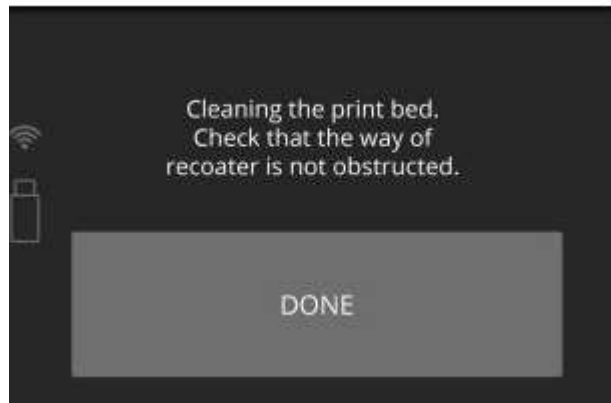 Cleaning the print bed.
Check that the way of
recoater is not obstructed.
DONE